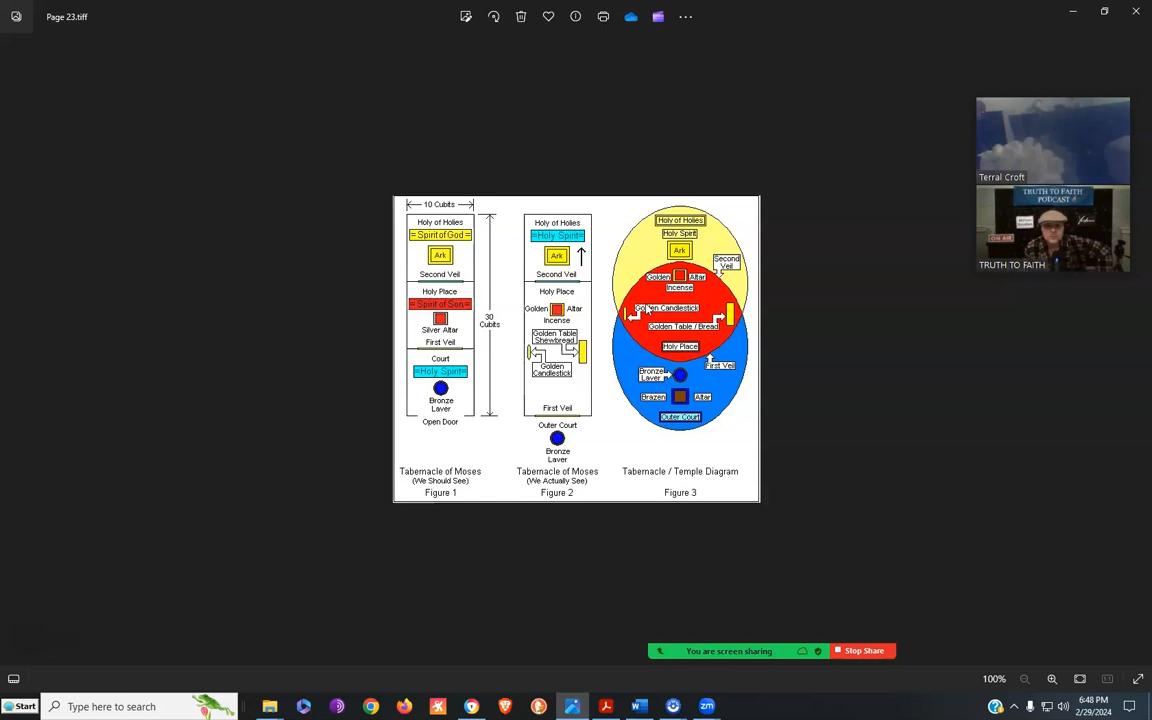 Page 23.tiff
10 Cubits
Holy of Holies
=Spirit of God=
Ark
Second Veil
Holy Place
=Spirit of Son=
Silver Altar
First Veil
Court
=Holy Spirit=
Bronze
Laver
Open Door
30
Cubits
Tabernacle of Moses
(We Should See)
Figure 1
Holy of Holies
=Holy Spirit=
Ark
Second Veil
Holy Place
Golden Altar
Incense
Golden Table
Shewbread
Golden
Candlestick
First Veil
Outer Court
Bronze
Laver
Tabernacle of Moses
(We Actually See)
Figure 2
Holy of Holies
Holy Spirit
Ark
Second
Veil
Golden Altar
Incense
Golden Candlestick
Golden Table / Bread
Holy Place
First Veil
Bronze
Laver
Brazen Altar
Outer Court
Tabernacle / Temple Diagram
Figure 3
Terral Croft
TRUTH TO FAITH
PODCAST
ON AIR
TRUTH TO FAITH
You are screen sharing
Stop Share
100%
Start
Type here to search
6:48 PM
2/29/2024